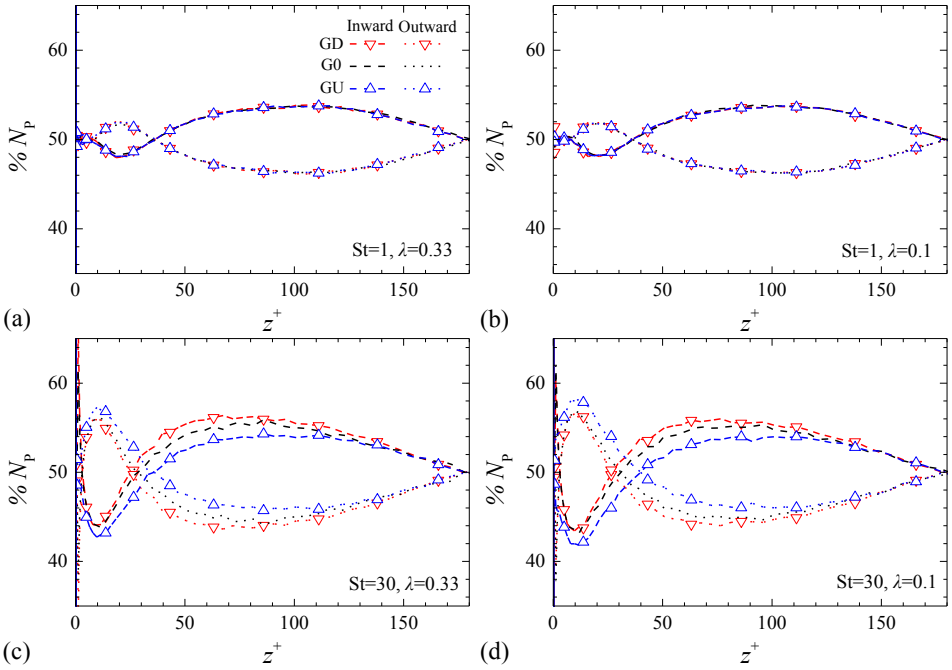 Inward Outward
GD
G0
GU
60
50
40
% N_P
St=1, λ=0.33
0 50 100 150
(a)
z⁺
60
50
40
% N_P
St=1, λ=0.1
0 50 100 150
(b)
z⁺
60
50
40
% N_P
St=30, λ=0.33
0 50 100 150
(c)
z⁺
60
50
40
% N_P
St=30, λ=0.1
0 50 100 150
(d)
z⁺